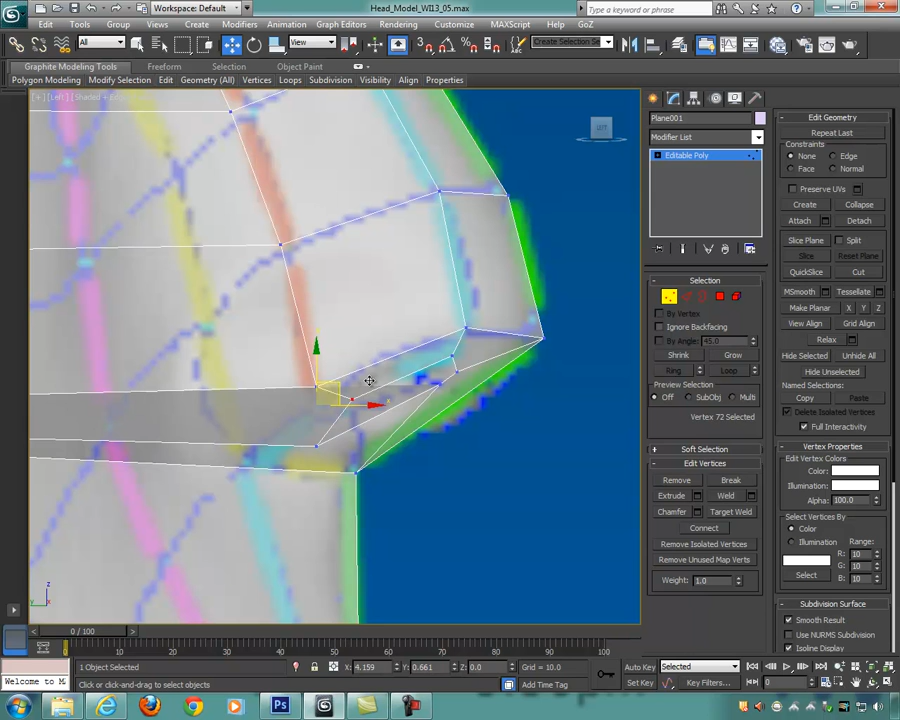 Workspace: Default
Head_Model_WI13_05.max
Type a keyword or phrase
Edit Tools Group Views Create Modifiers Animation Graph Editors Rendering Customize MAXScript Help GoZ
All
View
Create Selection Se
Graphite Modeling Tools Freeform Selection Object Paint
Polygon Modeling Modify Selection Edit Geometry (All) Vertices Loops Subdivision Visibility Align Properties
LEFT
Plane001
Modifier List
Editable Poly
Selection
By Vertex
Ignore Backfacing
By Angle: 45.0
Shrink Grow
Ring Loop
Preview Selection
Off SubObj Multi
Vertex 72 Selected
Soft Selection
Edit Vertices
Remove Break
Extrude Weld
Chamfer Target Weld
Connect
Remove Isolated Vertices
Remove Unused Map Verts
Weight: 1.0
Edit Geometry
Repeat Last
Constraints
None Edge
Face Normal
Preserve UVs
Create Collapse
Attach Detach
Slice Plane Split
Slice Reset Plane
QuickSlice Cut
MSmooth Tessellate
Make Planar X Y Z
View Align Grid Align
Relax
Hide Selected Unhide All
Hide Unselected
Named Selections:
Copy Paste
Delete Isolated Vertices
Full Interactivity
Vertex Properties
Edit Vertex Colors
Color:
Illumination:
Alpha: 100.0
Select Vertices By
Color Range:
Illumination R: 10
G: 10
Select B: 10
Subdivision Surface
Smooth Result
Use NURMS Subdivision
Isoline Display
z
x
0 / 100
0 10 20 30 40 50 60 70 80 90 100
1 Object Selected X: 4.159 Y: 0.661 Z: 0.0 Grid = 10.0 Auto Key Selected
Welcome to M
Click or click-and-drag to select objects Add Time Tag Set Key Key Filters... 0
Ps